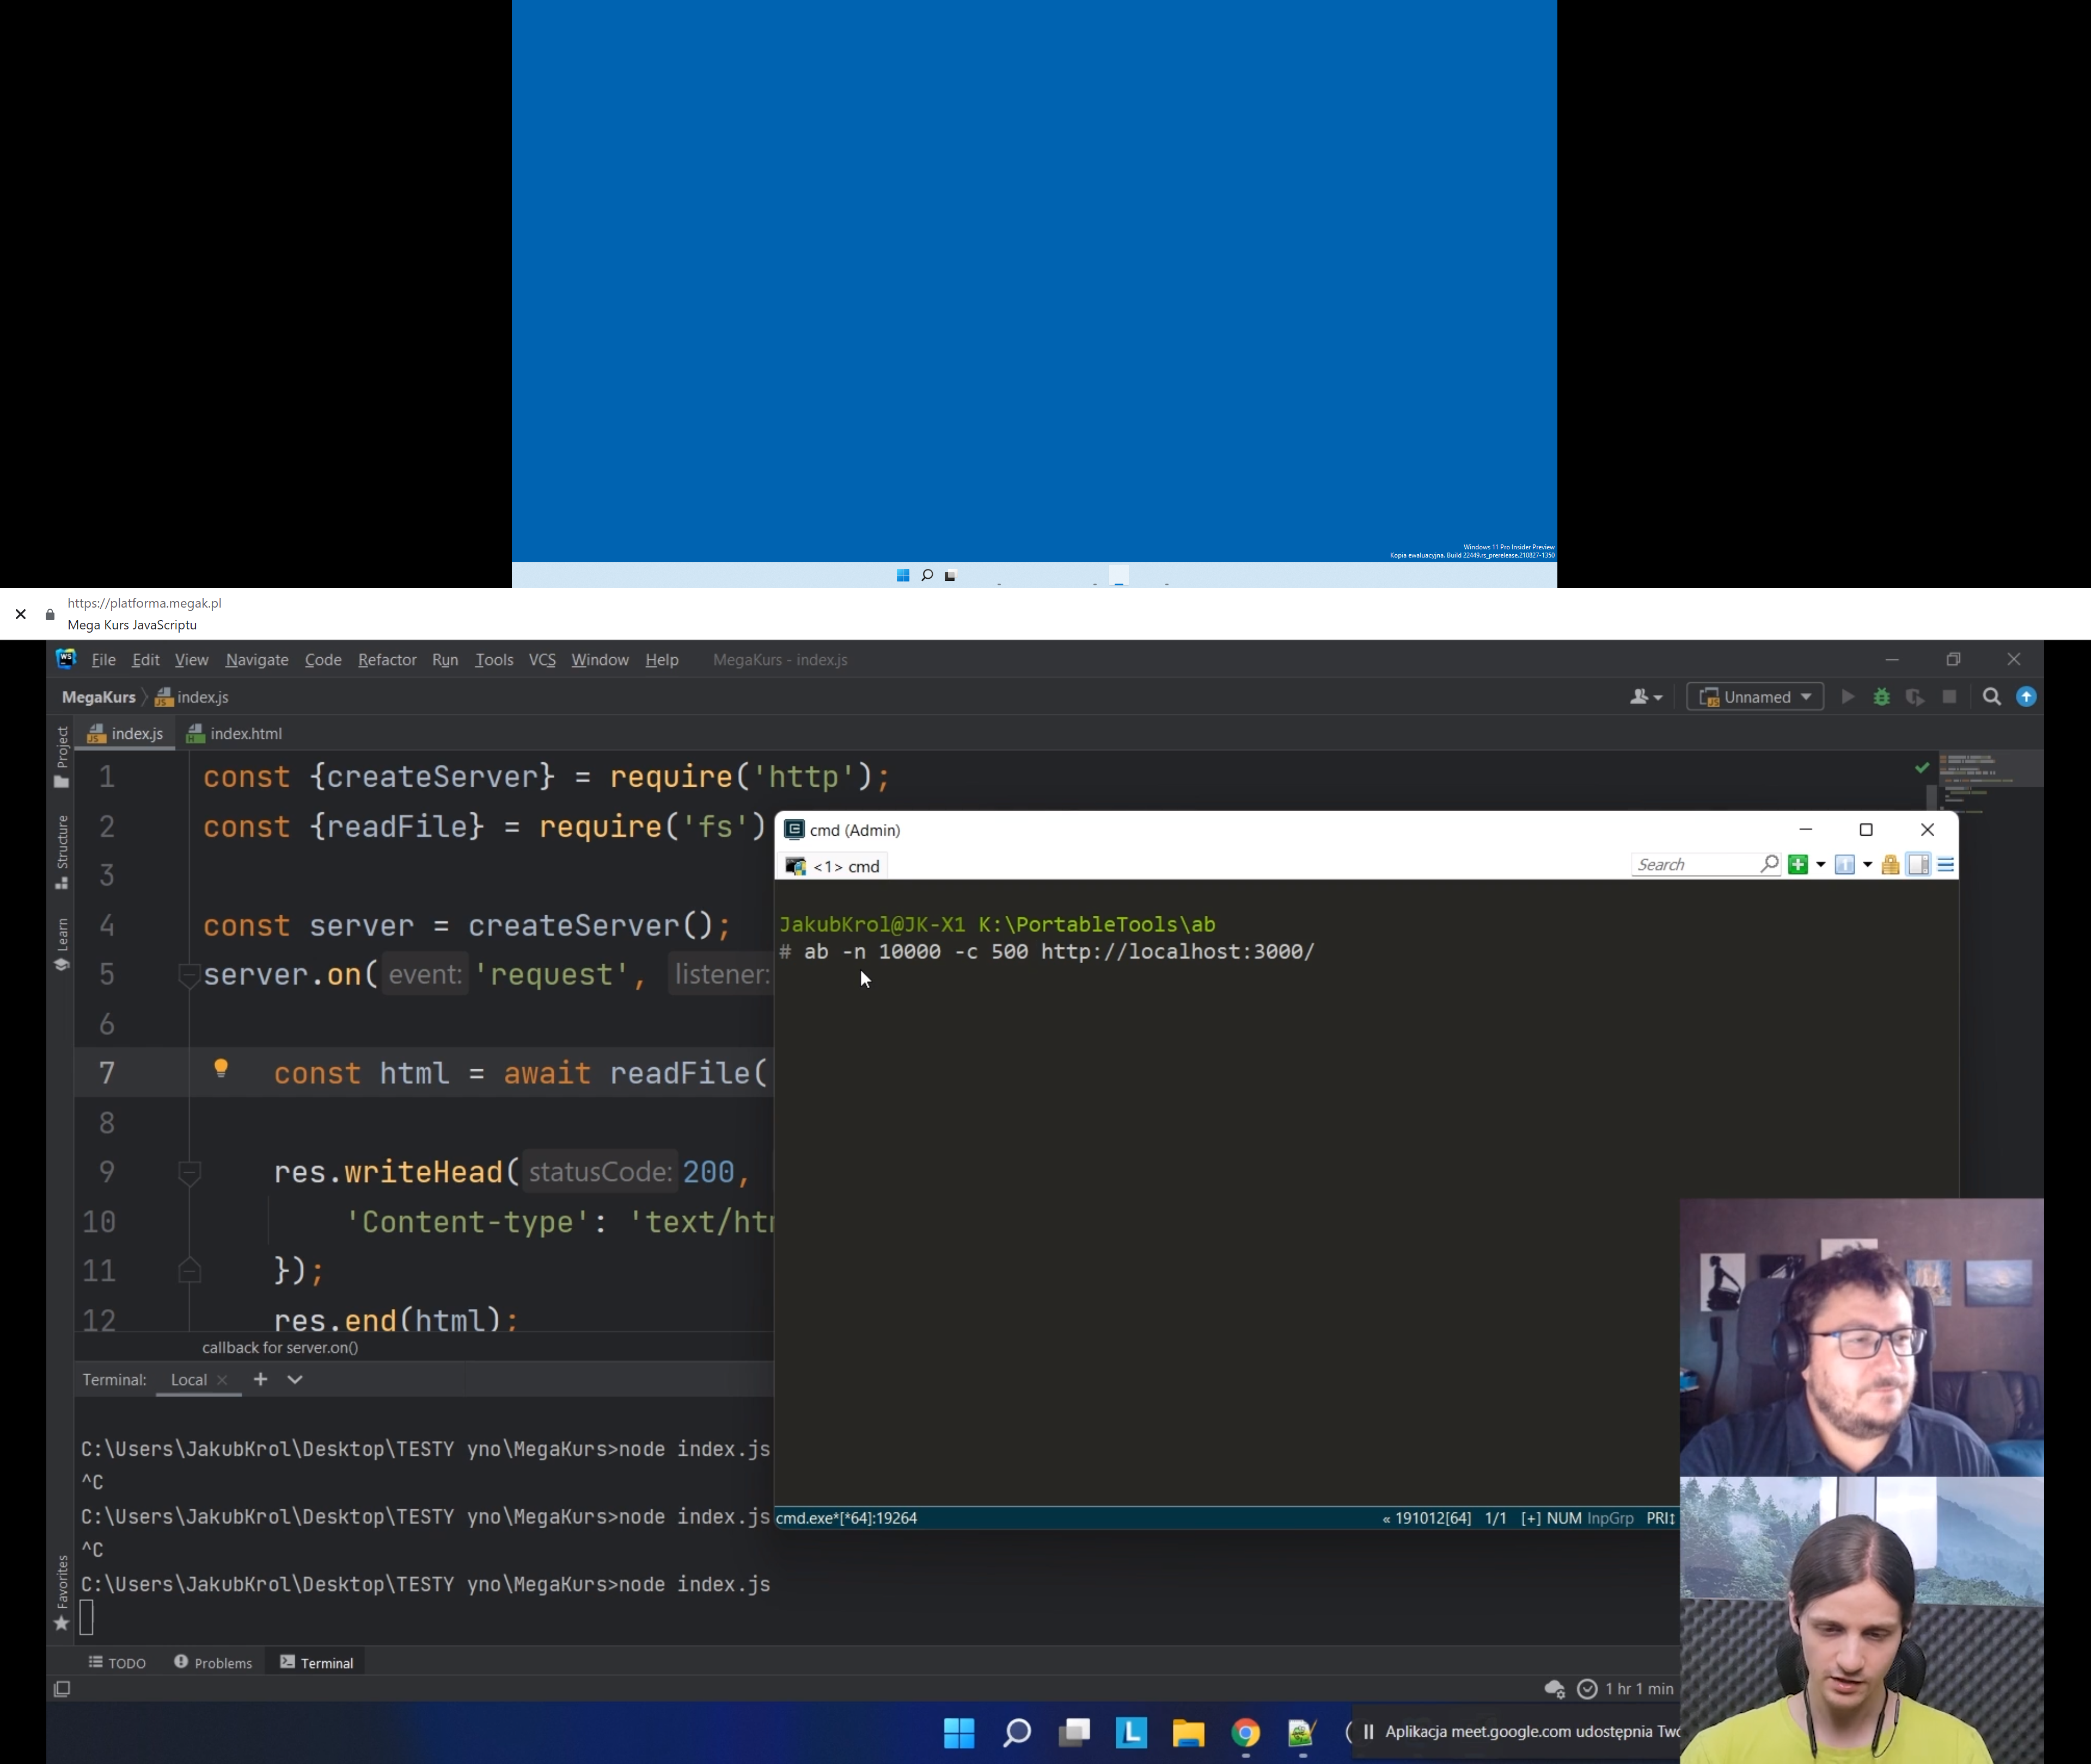 Windows 11 Pro Insider Preview
Kopia ewaluacyjna. Build 22449.rs_prerelease.210827-1350
https://platforma.megak.pl
Mega Kurs JavaScriptu
File Edit View Navigate Code Refactor Run Tools VCS Window Help MegaKurs - index.js
MegaKurs index.js Unnamed
index.js index.html
Project
Structure
Learn
Favorites
1 const {createServer} = require('http');
2 const {readFile} = require('fs')
3
4 const server = createServer();
5 server.on( event: 'request', listener:
6
7 const html = await readFile(
8
9 res.writeHead( statusCode: 200,
10 'Content-type': 'text/htm
11 });
12 res.end(html);
callback for server.on()
cmd (Admin)
<1> cmd Search
JakubKrol@JK-X1 K:\PortableTools\ab
# ab -n 10000 -c 500 http://localhost:3000/
cmd.exe*[*64]:19264 « 191012[64] 1/1 [+] NUM InpGrp PRI↕
Terminal: Local
C:\Users\JakubKrol\Desktop\TESTY yno\MegaKurs>node index.js
^C
C:\Users\JakubKrol\Desktop\TESTY yno\MegaKurs>node index.js
^C
C:\Users\JakubKrol\Desktop\TESTY yno\MegaKurs>node index.js
TODO Problems Terminal
1 hr 1 min
Aplikacja meet.google.com udostępnia Two